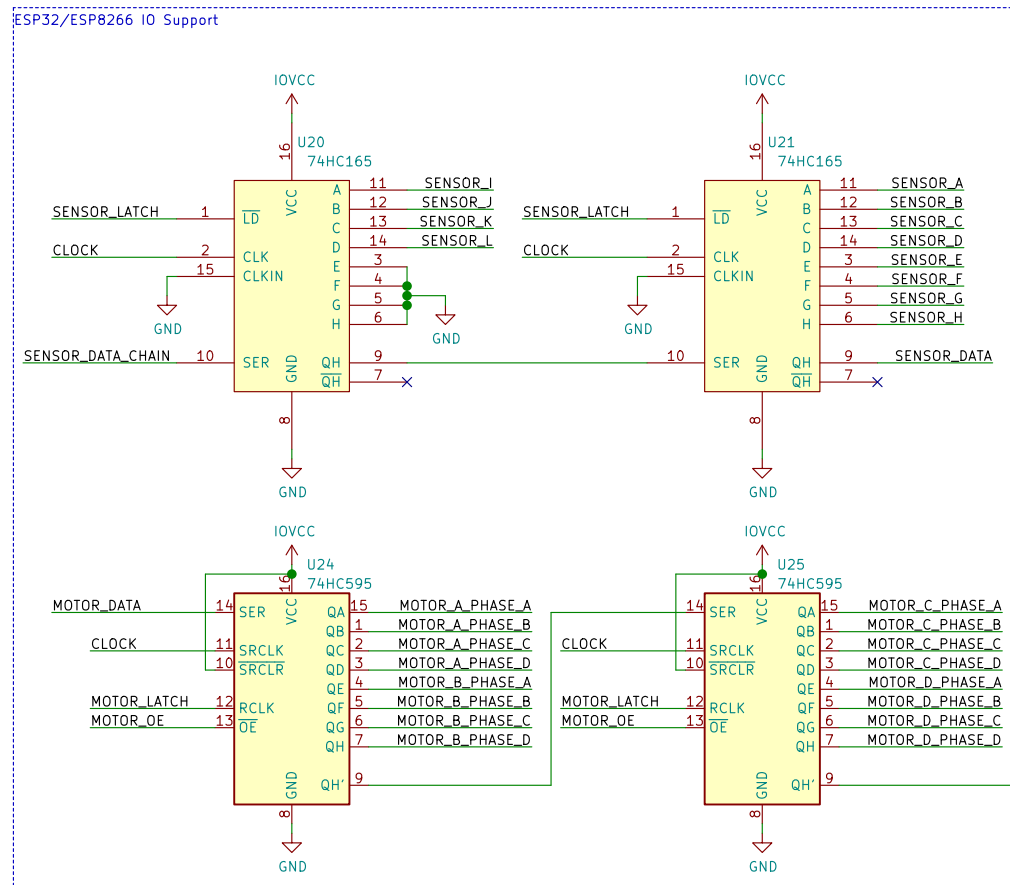 ESP32/ESP8266 IO Support
IOVCC
U20
74HC165
16
VCC
SENSOR_LATCH 1 LD
CLOCK 2 CLK
15 CLKIN
GND
SENSOR_DATA_CHAIN 10 SER
A 11 SENSOR_I
B 12 SENSOR_J
C 13 SENSOR_K
D 14 SENSOR_L
E 3
F 4
G 5
H 6
GND
QH 9
QH 7
GND
8
GND
IOVCC
U21
74HC165
16
VCC
SENSOR_LATCH 1 LD
CLOCK 2 CLK
15 CLKIN
GND
10 SER
A 11 SENSOR_A
B 12 SENSOR_B
C 13 SENSOR_C
D 14 SENSOR_D
E 3 SENSOR_E
F 4 SENSOR_F
G 5 SENSOR_G
H 6 SENSOR_H
QH 9 SENSOR_DATA
QH 7
GND
8
GND
IOVCC
U24
74HC595
16
VCC
MOTOR_DATA 14 SER
CLOCK 11 SRCLK
10 SRCLR
MOTOR_LATCH 12 RCLK
MOTOR_OE 13 OE
QA 15 MOTOR_A_PHASE_A
QB 1 MOTOR_A_PHASE_B
QC 2 MOTOR_A_PHASE_C
QD 3 MOTOR_A_PHASE_D
QE 4 MOTOR_B_PHASE_A
QF 5 MOTOR_B_PHASE_B
QG 6 MOTOR_B_PHASE_C
QH 7 MOTOR_B_PHASE_D
QH' 9
GND
8
GND
IOVCC
U25
74HC595
16
VCC
14 SER
CLOCK 11 SRCLK
10 SRCLR
MOTOR_LATCH 12 RCLK
MOTOR_OE 13 OE
QA 15 MOTOR_C_PHASE_A
QB 1 MOTOR_C_PHASE_B
QC 2 MOTOR_C_PHASE_C
QD 3 MOTOR_C_PHASE_D
QE 4 MOTOR_D_PHASE_A
QF 5 MOTOR_D_PHASE_B
QG 6 MOTOR_D_PHASE_C
QH 7 MOTOR_D_PHASE_D
QH' 9
GND
8
GND